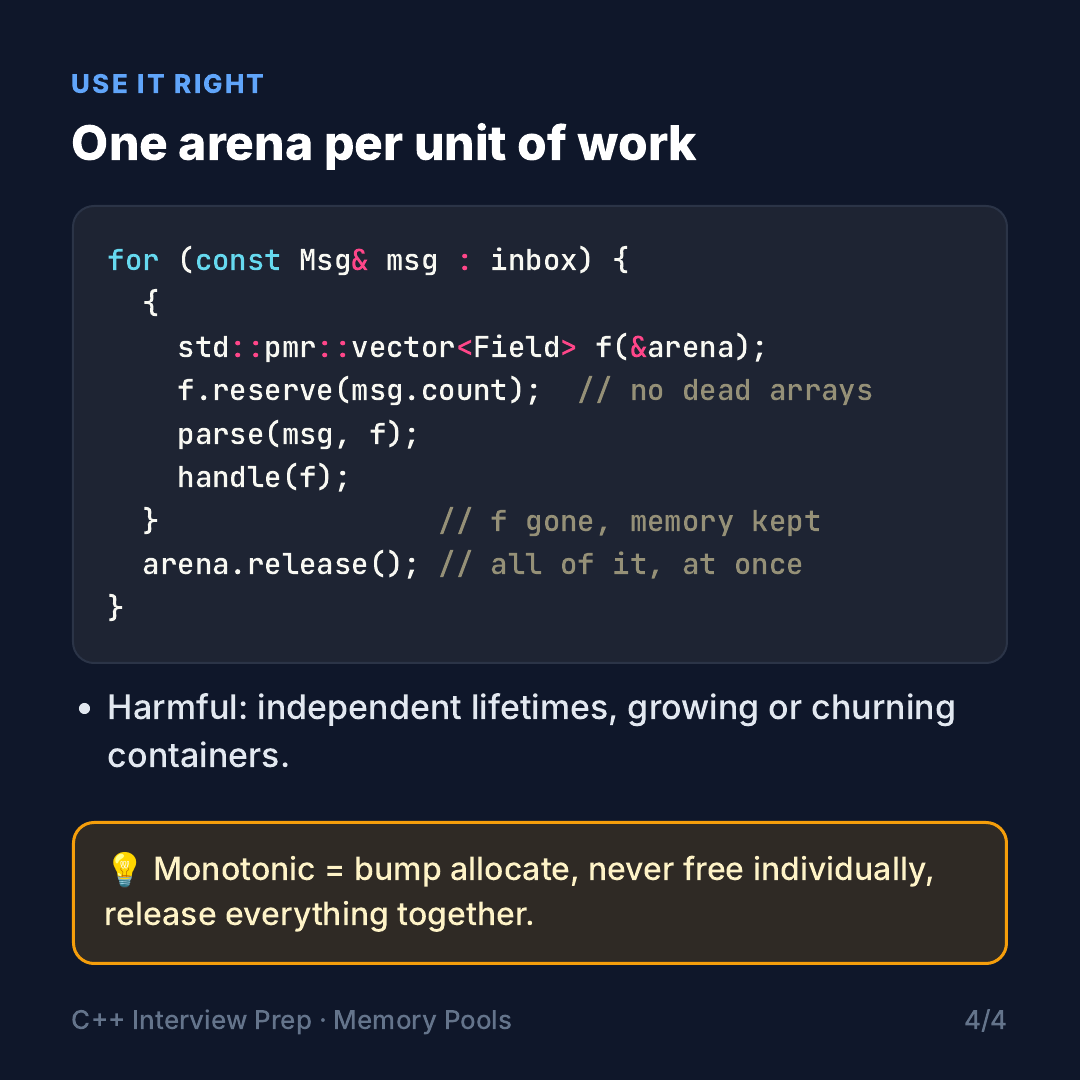 USE IT RIGHT
One arena per unit of work
for (const Msg& msg : inbox) {
  {
    std::pmr::vector<Field> f(&arena);
    f.reserve(msg.count);  // no dead arrays
    parse(msg, f);
    handle(f);
  }                // f gone, memory kept
  arena.release(); // all of it, at once
}
• Harmful: independent lifetimes, growing or churning
containers.
💡 Monotonic = bump allocate, never free individually,
release everything together.
C++ Interview Prep · Memory Pools
4/4